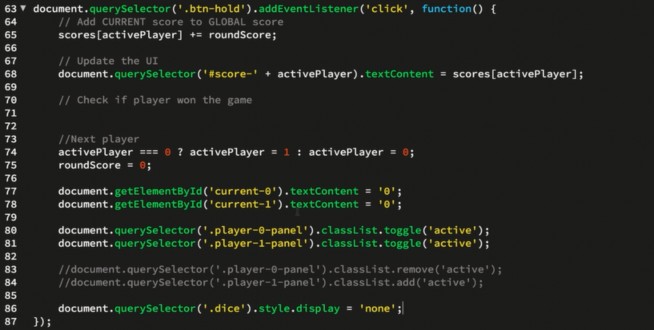 63 document.querySelector('.btn-hold').addEventListener('click', function() {
64 // Add CURRENT score to GLOBAL score
65 scores[activePlayer] += roundScore;
66
67 // Update the UI
68 document.querySelector('#score-' + activePlayer).textContent = scores[activePlayer];
69
70 // Check if player won the game
71
72
73 //Next player
74 activePlayer === 0 ? activePlayer = 1 : activePlayer = 0;
75 roundScore = 0;
76
77 document.getElementById('current-0').textContent = '0';
78 document.getElementById('current-1').textContent = '0';
79
80 document.querySelector('.player-0-panel').classList.toggle('active');
81 document.querySelector('.player-1-panel').classList.toggle('active');
82
83 //document.querySelector('.player-0-panel').classList.remove('active');
84 //document.querySelector('.player-1-panel').classList.add('active');
85
86 document.querySelector('.dice').style.display = 'none';
87 });